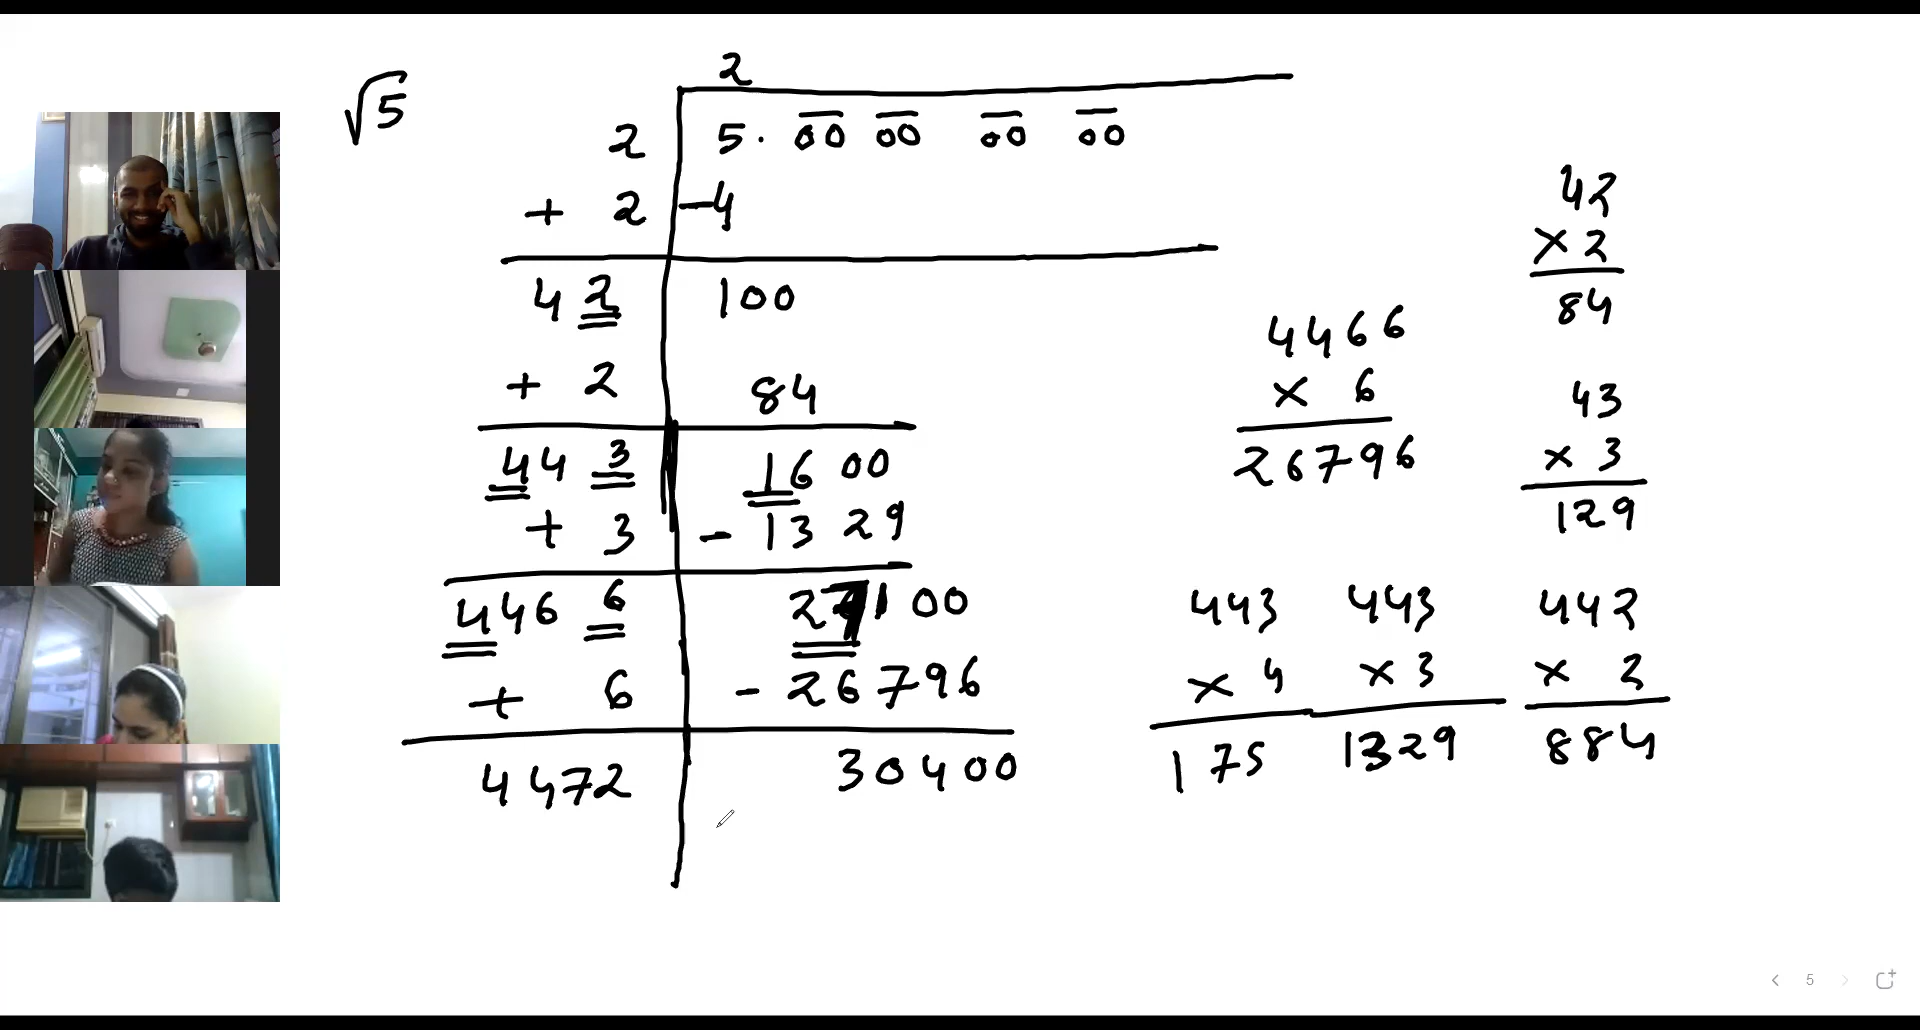 2
√5
2 5. 00 00 00 00
+ 2 -4
42 100
+ 2 84
443 1600
+ 3 - 1329
4466 27100
+ 6 - 26796
4472 30400
42
× 2
84
4466
× 6
26796
43
× 3
129
443 443 442
× 4 × 3 × 2
175 1329 884
5